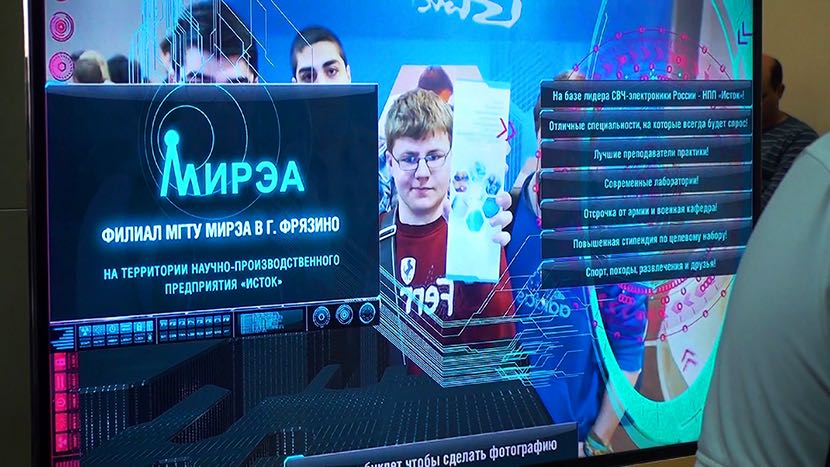 МИРЭА
ФИЛИАЛ МГТУ МИРЭА В Г. ФРЯЗИНО
НА ТЕРРИТОРИИ НАУЧНО-ПРОИЗВОДСТВЕННОГО
ПРЕДПРИЯТИЯ «ИСТОК»
На базе лидера СВЧ-электроники России - НПП «Исток»!
Отличные специальности, на которые всегда будет спрос!
Лучшие преподаватели практики!
Современные лаборатории!
Отсрочка от армии и военная кафедра!
Повышенная стипендия по целевому набору!
Спорт, походы, развлечения и друзья!
Ferr
буклет чтобы сделать фотографию